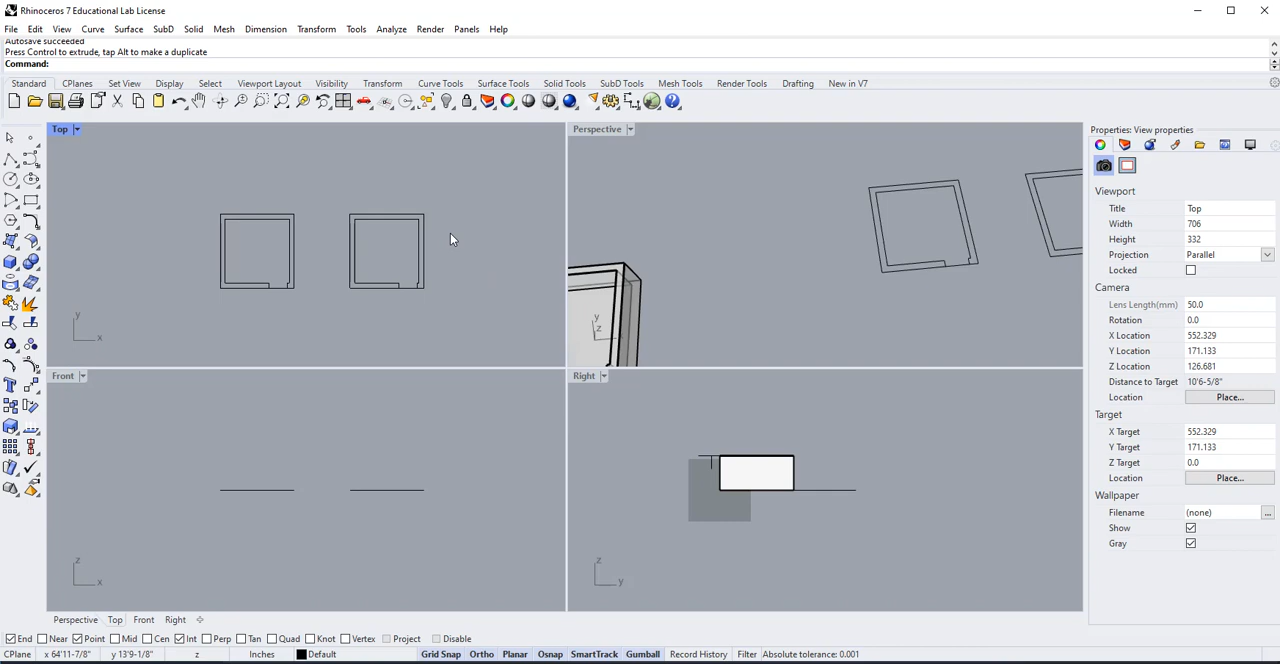 Rhinoceros 7 Educational Lab License
File Edit View Curve Surface SubD Solid Mesh Dimension Transform Tools Analyze Render Panels Help
Autosave succeeded
Press Control to extrude, tap Alt to make a duplicate
Command:
Standard CPlanes Set View Display Select Viewport Layout Visibility Transform Curve Tools Surface Tools Solid Tools SubD Tools Mesh Tools Render Tools Drafting New in V7
Top
Perspective
Properties: View properties
Viewport
Title Top
Width 706
Height 332
Projection Parallel
Locked
Camera
Lens Length(mm) 50.0
Rotation 0.0
X Location 552.329
Y Location 171.133
Z Location 126.681
Distance to Target 10'6-5/8"
Location Place...
Target
X Target 552.329
Y Target 171.133
Z Target 0.0
Location Place...
Wallpaper
Filename (none) ...
Show
Gray
y
x
y
z
Front
Right
z
x
z
y
Perspective Top Front Right
End Near Point Mid Cen Int Perp Tan Quad Knot Vertex Project Disable
CPlane x 64'11-7/8" y 13'9-1/8" z Inches Default Grid Snap Ortho Planar Osnap SmartTrack Gumball Record History Filter Absolute tolerance: 0.001